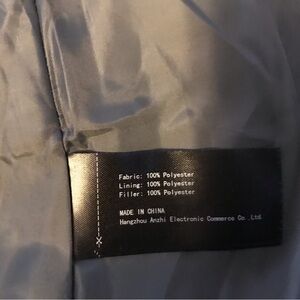 Fabric: 100% Polyester
Lining: 100% Polyester
Filler: 100% Polyester
MADE IN CHINA
Hangzhou Anzhi Electronic Commerce Co., Ltd.